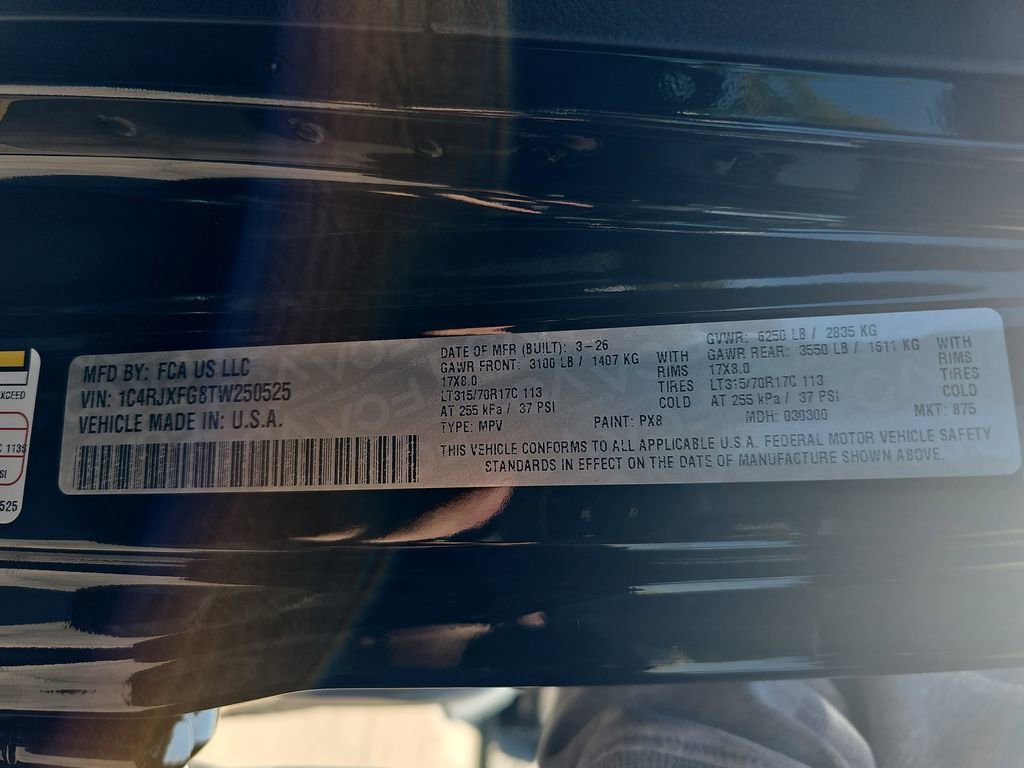 MFD BY: FCA US LLC
VIN: 1C4RJXFG8TW250525
VEHICLE MADE IN: U.S.A.
DATE OF MFR (BUILT): 3-26
GAWR FRONT: 3100 LB / 1407 KG WITH
17X8.0 RIMS
LT315/70R17C 113 TIRES
AT 255 kPa / 37 PSI COLD
TYPE: MPV PAINT: PX8
GVWR: 6250 LB / 2835 KG
GAWR REAR: 3550 LB / 1611 KG WITH
17X8.0 RIMS
LT315/70R17C 113 TIRES
AT 255 kPa / 37 PSI COLD
MDH: 030300 MKT: 875
THIS VEHICLE CONFORMS TO ALL APPLICABLE U.S.A. FEDERAL MOTOR VEHICLE SAFETY
STANDARDS IN EFFECT ON THE DATE OF MANUFACTURE SHOWN ABOVE.
EXCEED
C 113S
SI
525